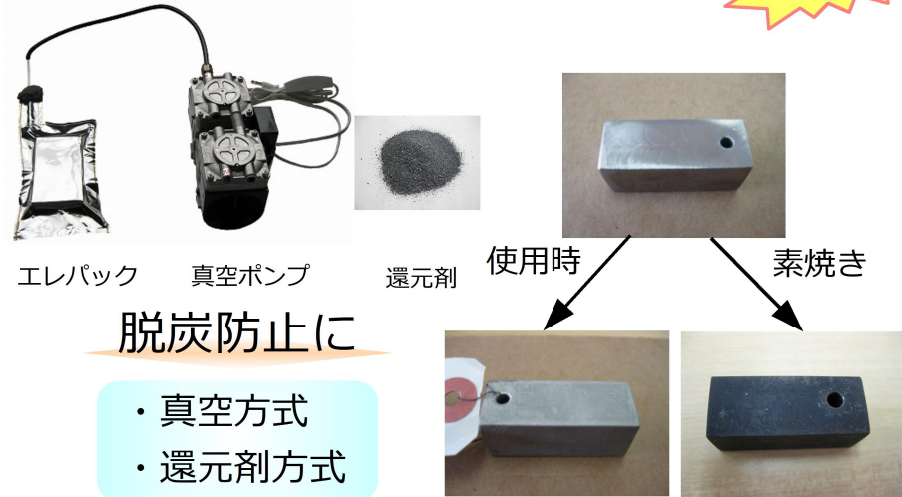 エレパック
真空ポンプ
還元剤
使用時
素焼き
脱炭防止に
・真空方式
・還元剤方式